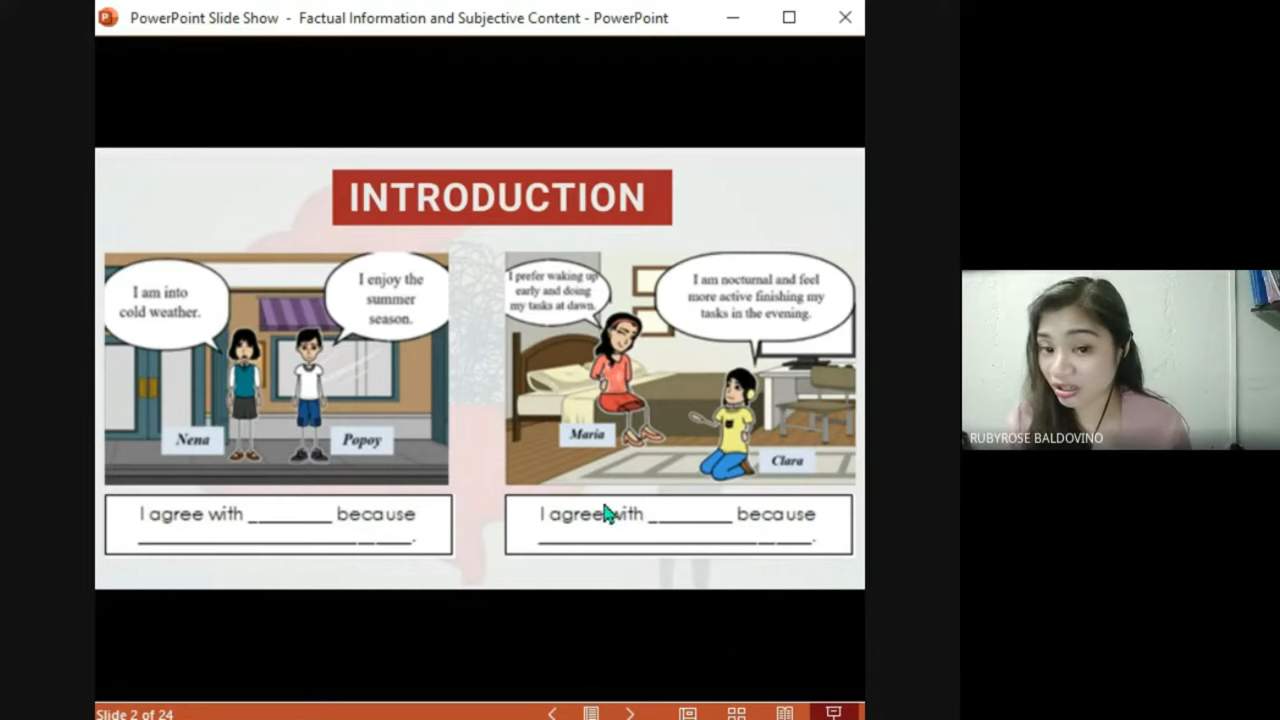 PowerPoint Slide Show - Factual Information and Subjective Content - PowerPoint
INTRODUCTION
I am into
cold weather.
I enjoy the
summer
season.
Nena
Popoy
I agree with ________ because
____________________________.
I prefer waking up
early and doing
my tasks at dawn.
I am nocturnal and feel
more active finishing my
tasks in the evening.
Maria
Clara
I agree with ________ because
____________________________.
RUBYROSE BALDOVINO
Slide 2 of 24